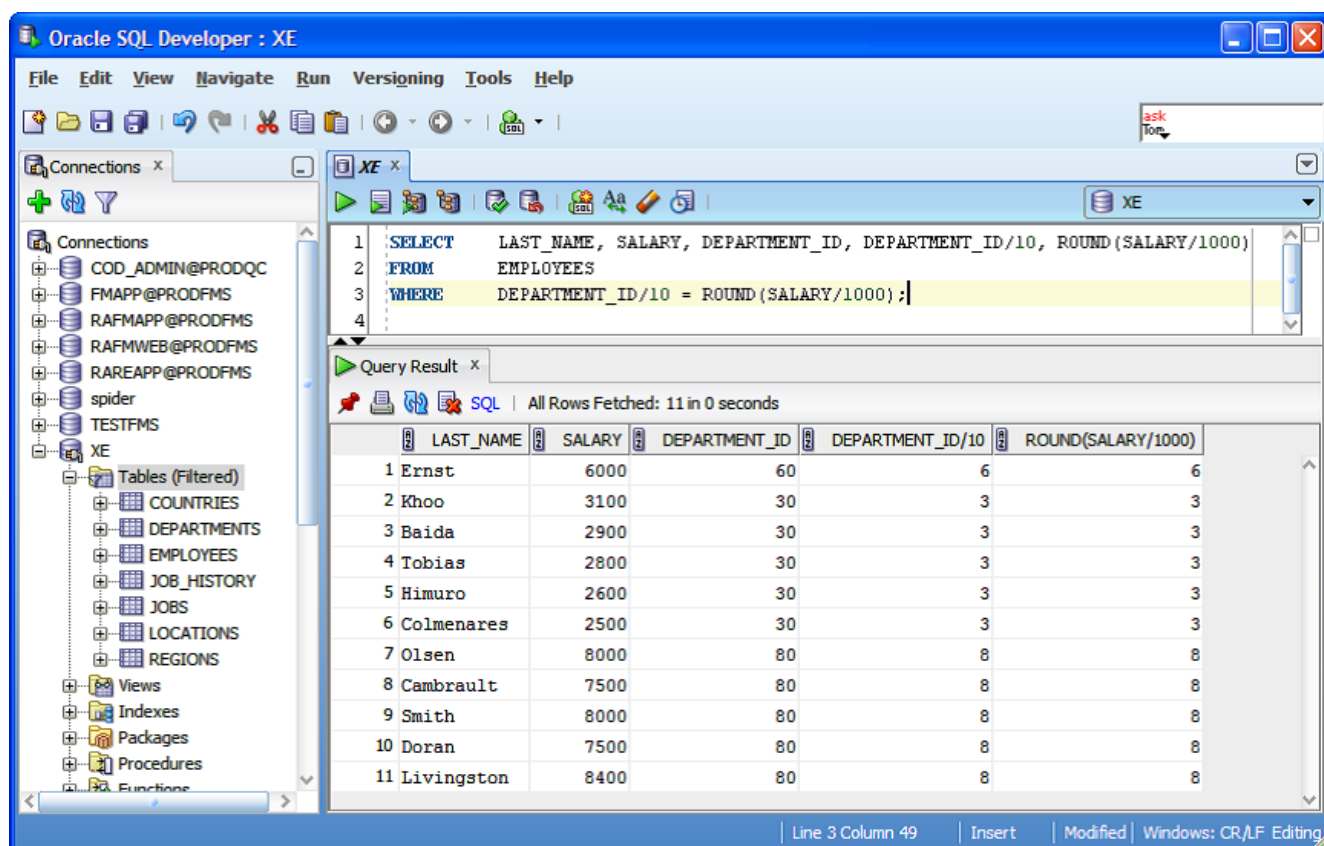 Oracle SQL Developer : XE
File Edit View Navigate Run Versioning Tools Help
ask
Tom
Connections x
XE x
XE
Connections
COD_ADMIN@PRODQC
FMAPP@PRODFMS
RAFMAPP@PRODFMS
RAFMWEB@PRODFMS
RAREAPP@PRODFMS
spider
TESTFMS
XE
Tables (Filtered)
COUNTRIES
DEPARTMENTS
EMPLOYEES
JOB_HISTORY
JOBS
LOCATIONS
REGIONS
Views
Indexes
Packages
Procedures
Functions
1 SELECT LAST_NAME, SALARY, DEPARTMENT_ID, DEPARTMENT_ID/10, ROUND(SALARY/1000)
2 FROM EMPLOYEES
3 WHERE DEPARTMENT_ID/10 = ROUND(SALARY/1000);
4
Query Result x
SQL | All Rows Fetched: 11 in 0 seconds
LAST_NAME SALARY DEPARTMENT_ID DEPARTMENT_ID/10 ROUND(SALARY/1000)
1 Ernst 6000 60 6 6
2 Khoo 3100 30 3 3
3 Baida 2900 30 3 3
4 Tobias 2800 30 3 3
5 Himuro 2600 30 3 3
6 Colmenares 2500 30 3 3
7 Olsen 8000 80 8 8
8 Cambrault 7500 80 8 8
9 Smith 8000 80 8 8
10 Doran 7500 80 8 8
11 Livingston 8400 80 8 8
Line 3 Column 49 | Insert | Modified | Windows: CR/LF Editing